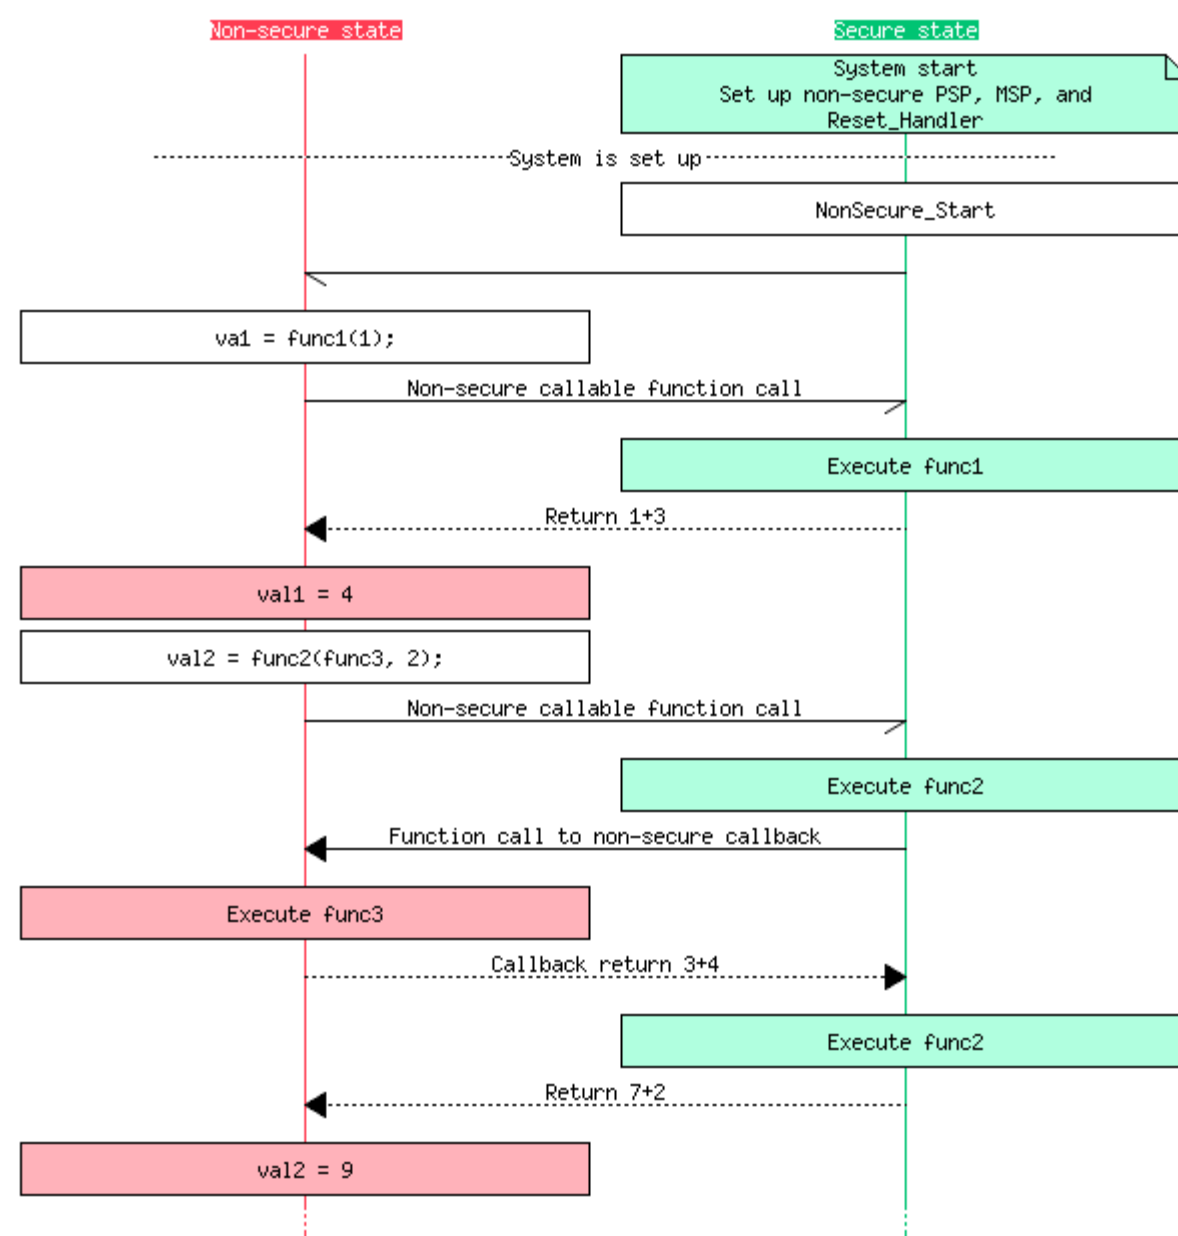 Non-secure state
Secure state
System start
Set up non-secure PSP, MSP, and
Reset_Handler
System is set up
NonSecure_Start
va1 = func1(1);
Non-secure callable function call
Execute func1
Return 1+3
val1 = 4
val2 = func2(func3, 2);
Non-secure callable function call
Execute func2
Function call to non-secure callback
Execute func3
Callback return 3+4
Execute func2
Return 7+2
val2 = 9